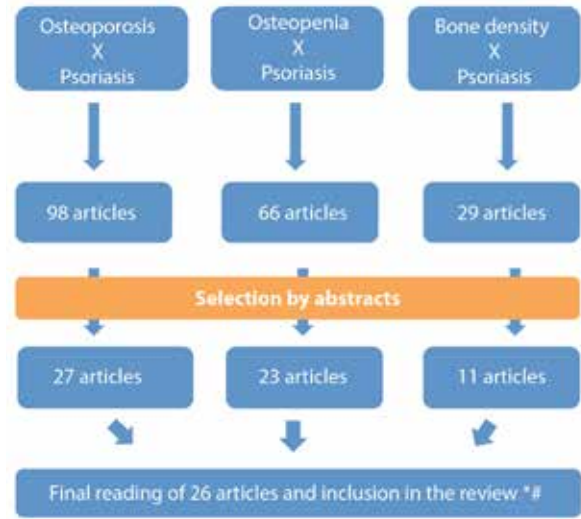 Osteoporosis
X
Psoriasis
Osteopenia
X
Psoriasis
Bone density
X
Psoriasis
98 articles
66 articles
29 articles
Selection by abstracts
27 articles
23 articles
11 articles
Final reading of 26 articles and inclusion in the review *#